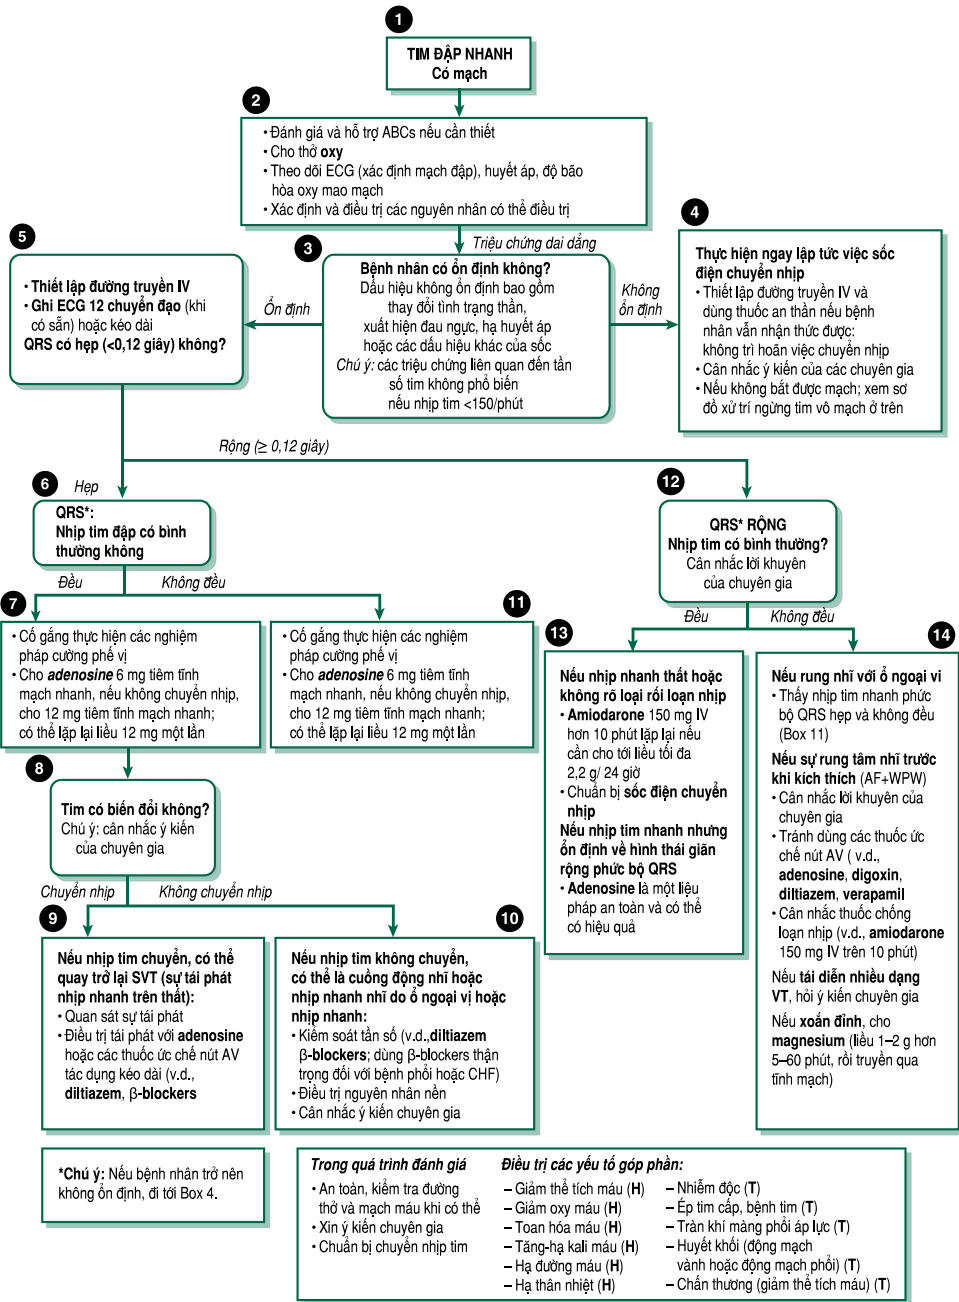 1
TIM ĐẬP NHANH
Có mạch
2
• Đánh giá và hỗ trợ ABCs nếu cần thiết
• Cho thở oxy
• Theo dõi ECG (xác định mạch đập), huyết áp, độ bão
hòa oxy mao mạch
• Xác định và điều trị các nguyên nhân có thể điều trị
Triệu chứng dai dẳng
3
Bệnh nhân có ổn định không?
Dấu hiệu không ổn định bao gồm
thay đổi tình trạng thần,
xuất hiện đau ngực, hạ huyết áp
hoặc các dấu hiệu khác của sốc
Chú ý: các triệu chứng liên quan đến tần
số tim không phổ biến
nếu nhịp tim <150/phút
Ổn định
Không
ổn định
4
Thực hiện ngay lập tức việc sốc
điện chuyển nhịp
• Thiết lập đường truyền IV và
dùng thuốc an thần nếu bệnh
nhân vẫn nhận thức được:
không trì hoãn việc chuyển nhịp
• Cân nhắc ý kiến của các chuyên gia
• Nếu không bắt được mạch; xem sơ
đồ xử trí ngừng tim vô mạch ở trên
5
• Thiết lập đường truyền IV
• Ghi ECG 12 chuyển đạo (khi
có sẵn) hoặc kéo dài
QRS có hẹp (<0,12 giây) không?
Rộng (≥ 0,12 giây)
Hẹp
6
QRS*:
Nhịp tim đập có bình
thường không
Đều
Không đều
7
• Cố gắng thực hiện các nghiệm
pháp cường phế vị
• Cho adenosine 6 mg tiêm tĩnh
mạch nhanh, nếu không chuyển nhịp,
cho 12 mg tiêm tĩnh mạch nhanh;
có thể lặp lại liều 12 mg một lần
11
• Cố gắng thực hiện các nghiệm
pháp cường phế vị
• Cho adenosine 6 mg tiêm tĩnh
mạch nhanh, nếu không chuyển nhịp,
cho 12 mg tiêm tĩnh mạch nhanh;
có thể lặp lại liều 12 mg một lần
8
Tim có biến đổi không?
Chú ý: cân nhắc ý kiến
của chuyên gia
Chuyển nhịp
Không chuyển nhịp
9
Nếu nhịp tim chuyển, có thể
quay trở lại SVT (sự tái phát
nhịp nhanh trên thất):
• Quan sát sự tái phát
• Điều trị tái phát với adenosine
hoặc các thuốc ức chế nút AV
tác dụng kéo dài (v.d.,
diltiazem, β-blockers
10
Nếu nhịp tim không chuyển,
có thể là cuồng động nhĩ hoặc
nhịp nhanh nhĩ do ổ ngoại vị hoặc
nhịp nhanh:
• Kiểm soát tần số (v.d.,diltiazem
β-blockers; dùng β-blockers thận
trọng đối với bệnh phổi hoặc CHF)
• Điều trị nguyên nhân nền
• Cân nhắc ý kiến chuyên gia
12
QRS* RỘNG
Nhịp tim có bình thường?
Cân nhắc lời khuyên
của chuyên gia
Đều
Không đều
13
Nếu nhịp nhanh thất hoặc
không rõ loại rối loạn nhịp
• Amiodarone 150 mg IV
hơn 10 phút lặp lại nếu
cần cho tới liều tối đa
2,2 g/ 24 giờ
• Chuẩn bị sốc điện chuyển
nhịp
Nếu nhịp tim nhanh nhưng
ổn định về hình thái giãn
rộng phức bộ QRS
• Adenosine là một liệu
pháp an toàn và có thể
có hiệu quả
14
Nếu rung nhĩ với ổ ngoại vi
• Thấy nhịp tim nhanh phức
bộ QRS hẹp và không đều
(Box 11)
Nếu sự rung tâm nhĩ trước
khi kích thích (AF+WPW)
• Cân nhắc lời khuyên của
chuyên gia
• Tránh dùng các thuốc ức
chế nút AV ( v.d.,
adenosine, digoxin,
diltiazem, verapamil
• Cân nhắc thuốc chống
loạn nhịp (v.d., amiodarone
150 mg IV trên 10 phút)
Nếu tái diễn nhiều dạng
VT, hỏi ý kiến chuyên gia
Nếu xoắn đỉnh, cho
magnesium (liều 1–2 g hơn
5–60 phút, rồi truyền qua
tĩnh mạch)
*Chú ý: Nếu bệnh nhân trở nên
không ổn định, đi tới Box 4.
Trong quá trình đánh giá
• An toàn, kiểm tra đường
thở và mạch máu khi có thể
• Xin ý kiến chuyên gia
• Chuẩn bị chuyển nhịp tim
Điều trị các yếu tố góp phần:
– Giảm thể tích máu (H)
– Giảm oxy máu (H)
– Toan hóa máu (H)
– Tăng-hạ kali máu (H)
– Hạ đường máu (H)
– Hạ thân nhiệt (H)
– Nhiễm độc (T)
– Ép tim cấp, bệnh tim (T)
– Tràn khí màng phổi áp lực (T)
– Huyết khối (động mạch
vành hoặc động mạch phổi) (T)
– Chấn thương (giảm thể tích máu) (T)